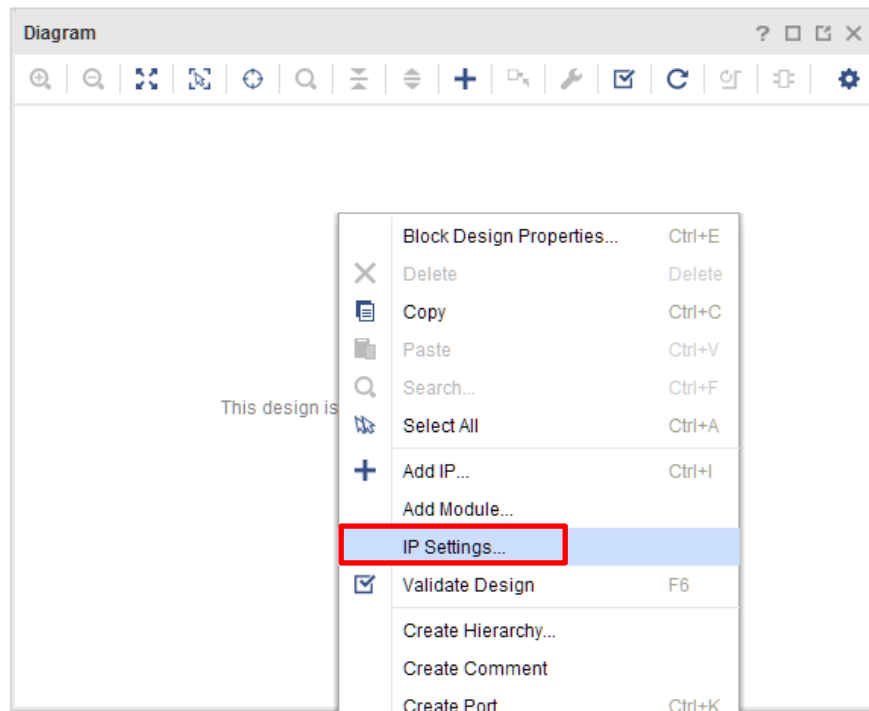 Diagram
Block Design Properties... Ctrl+E
Delete Delete
Copy Ctrl+C
Paste Ctrl+V
Search... Ctrl+F
This design is
Select All Ctrl+A
Add IP... Ctrl+I
Add Module...
IP Settings...
Validate Design F6
Create Hierarchy...
Create Comment
Create Port Ctrl+K